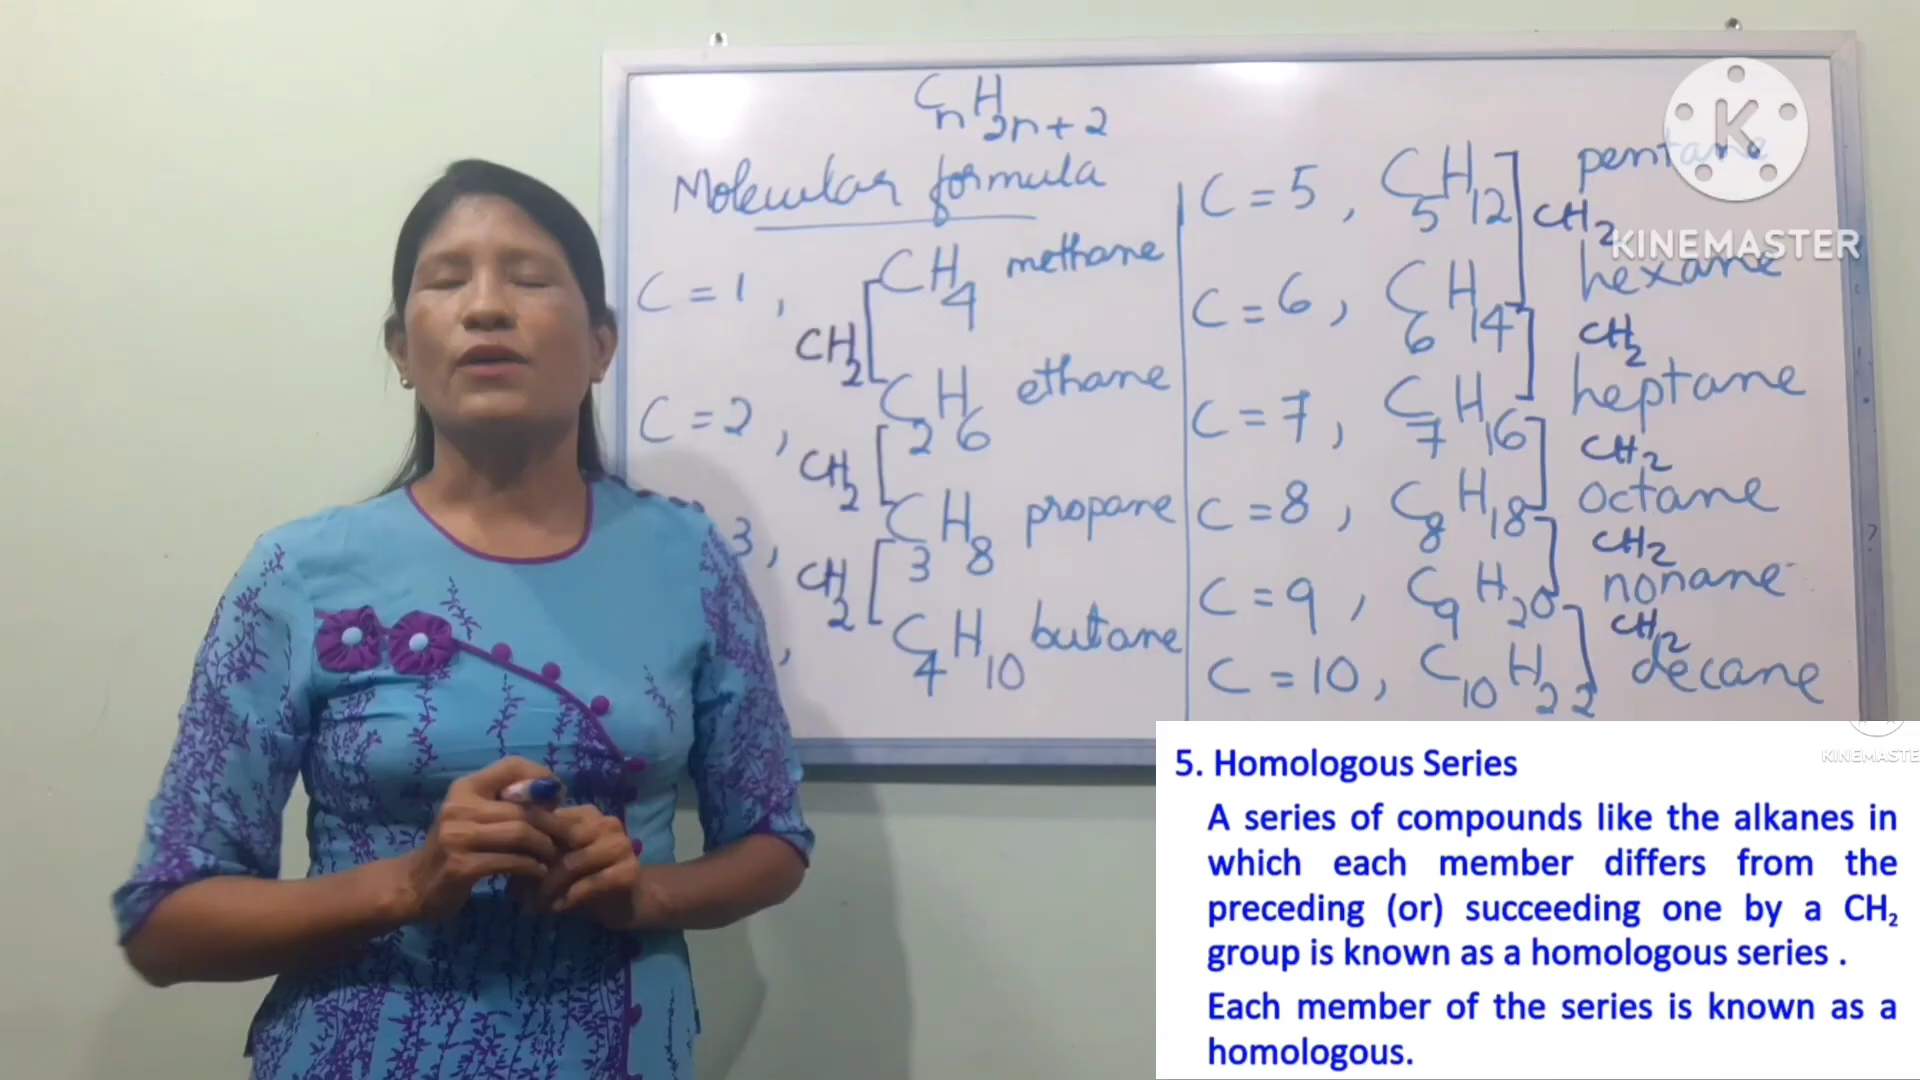 CnH2n+2
Molecular formula
C = 1, CH4 methane
CH2
C = 2, C2H6 ethane
CH2
3, C3H8 propane
CH2
, C4H10 butane
C = 5, C5H12 pentane
CH2
C = 6, C6H14 hexane
CH2
C = 7, C7H16 heptane
CH2
C = 8, C8H18 octane
CH2
C = 9, C9H20 nonane
CH2
C = 10, C10H22 decane
K
KINEMASTER
KINEMASTE
5. Homologous Series
A series of compounds like the alkanes in
which each member differs from the
preceding (or) succeeding one by a CH₂
group is known as a homologous series .
Each member of the series is known as a
homologous.